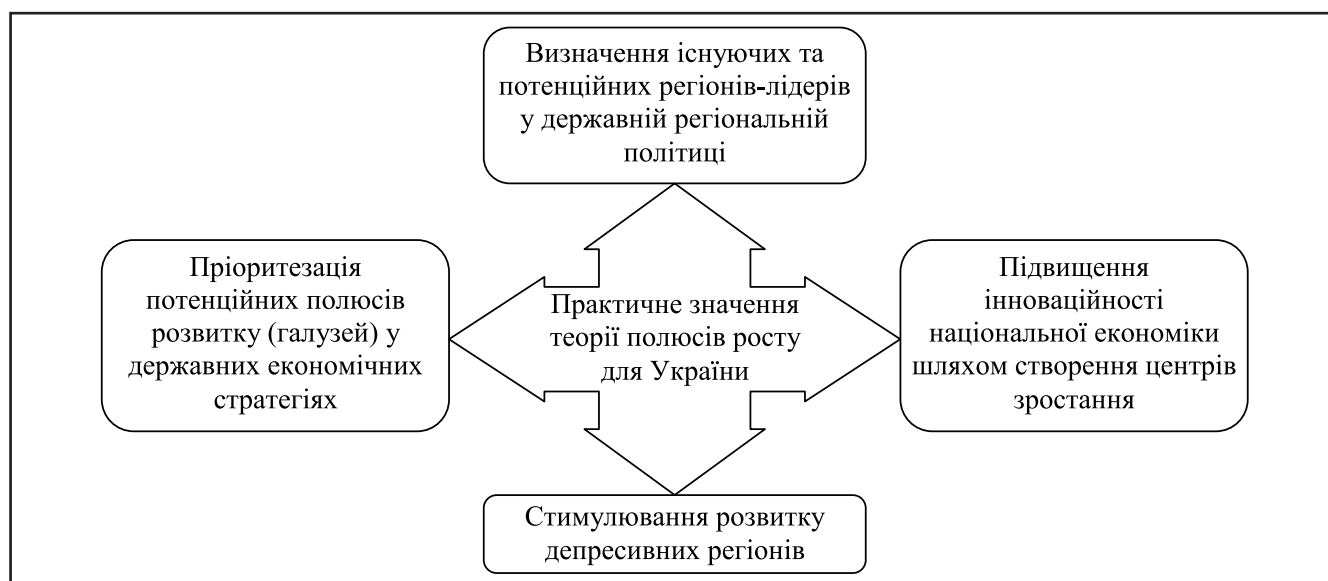 Визначення існуючих та
потенційних регіонів-лідерів
у державній регіональній
політиці
Пріоритезація
потенційних полюсів
розвитку (галузей) у
державних економічних
стратегіях
Практичне значення
теорії полюсів росту
для України
Підвищення
інноваційності
національної економіки
шляхом створення центрів
зростання
Стимулювання розвитку
депресивних регіонів